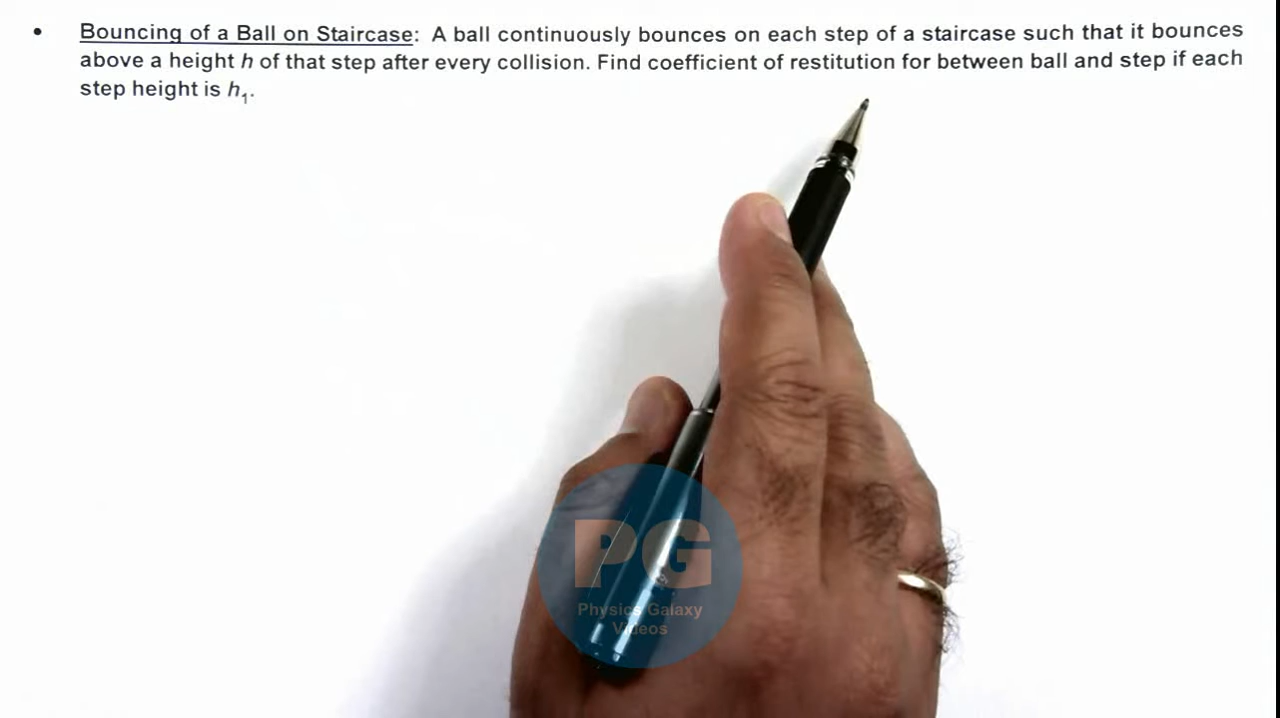 • Bouncing of a Ball on Staircase: A ball continuously bounces on each step of a staircase such that it bounces
above a height h of that step after every collision. Find coefficient of restitution for between ball and step if each
step height is h₁.
PG
Physics Galaxy
Videos